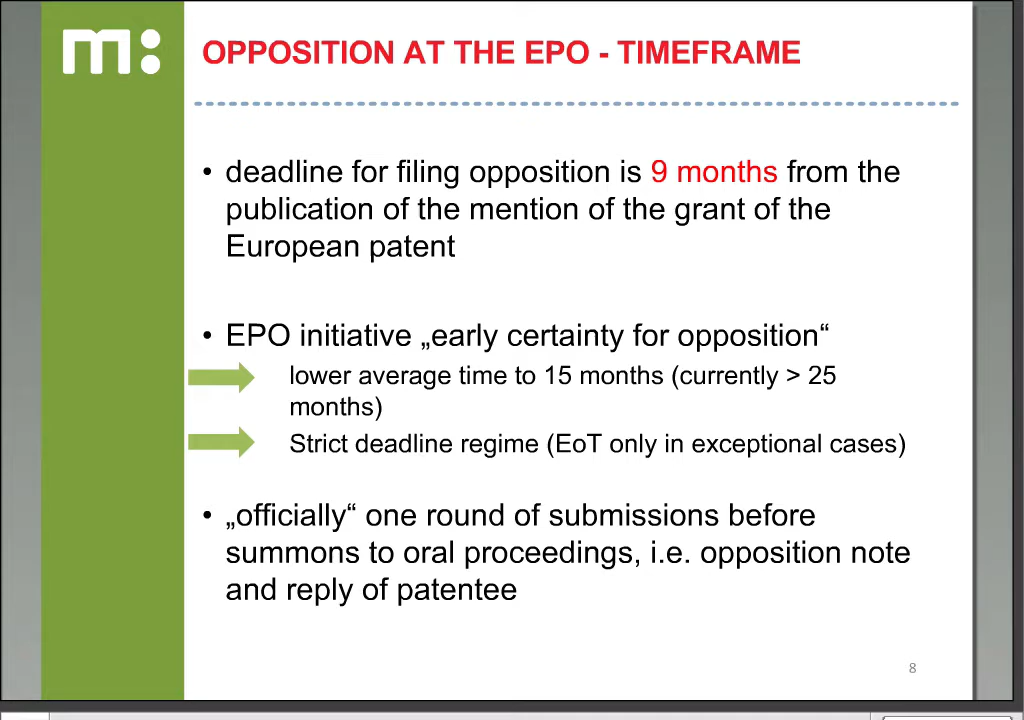 m:
OPPOSITION AT THE EPO - TIMEFRAME
• deadline for filing opposition is 9 months from the
publication of the mention of the grant of the
European patent
• EPO initiative „early certainty for opposition“
lower average time to 15 months (currently > 25
months)
Strict deadline regime (EoT only in exceptional cases)
• „officially“ one round of submissions before
summons to oral proceedings, i.e. opposition note
and reply of patentee
8